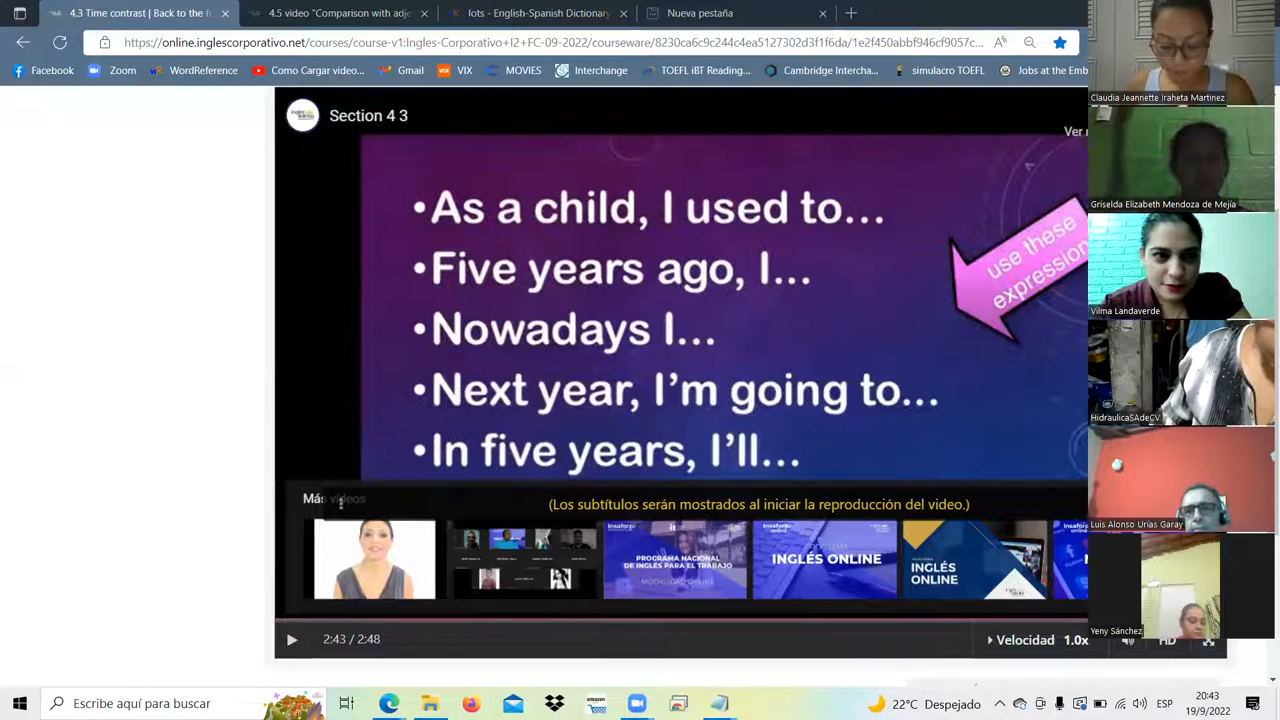 4.3 Time contrast | Back to the f
4.5 video "Comparison with adje
lots - English-Spanish Dictionary
Nueva pestaña
https://online.inglescorporativo.net/courses/course-v1:Ingles-Corporativo+I2+FC-09-2022/courseware/8230ca6c9c244c4ea5127302d3f1f6da/1e2f450abbf946cf9057c...
Facebook
Zoom
WordReference
Como Cargar video...
Gmail
VIX
MOVIES
Interchange
TOEFL iBT Reading...
Cambridge Intercha...
simulacro TOEFL
Jobs at the Emb
Section 4 3
Ver
•As a child, I used to...
•Five years ago, I...
•Nowadays I...
•Next year, I'm going to...
•In five years, I'll...
use these
expression
Más videos
(Los subtítulos serán mostrados al iniciar la reproducción del video.)
PROGRAMA NACIONAL
DE INGLÉS PARA EL TRABAJO
MODALIDAD ONLINE
INGLÉS ONLINE
INGLÉS
ONLINE
2:43 / 2:48
Velocidad 1.0x
HD
Claudia Jeannette Iraheta Martinez
Griselda Elizabeth Mendoza de Mejía
Vilma Landaverde
HidraulicaSAdeCV
Luis Alonso Urías Garay
Yeny Sánchez
Escribe aquí para buscar
22°C Despejado
ESP
20:43
19/9/2022